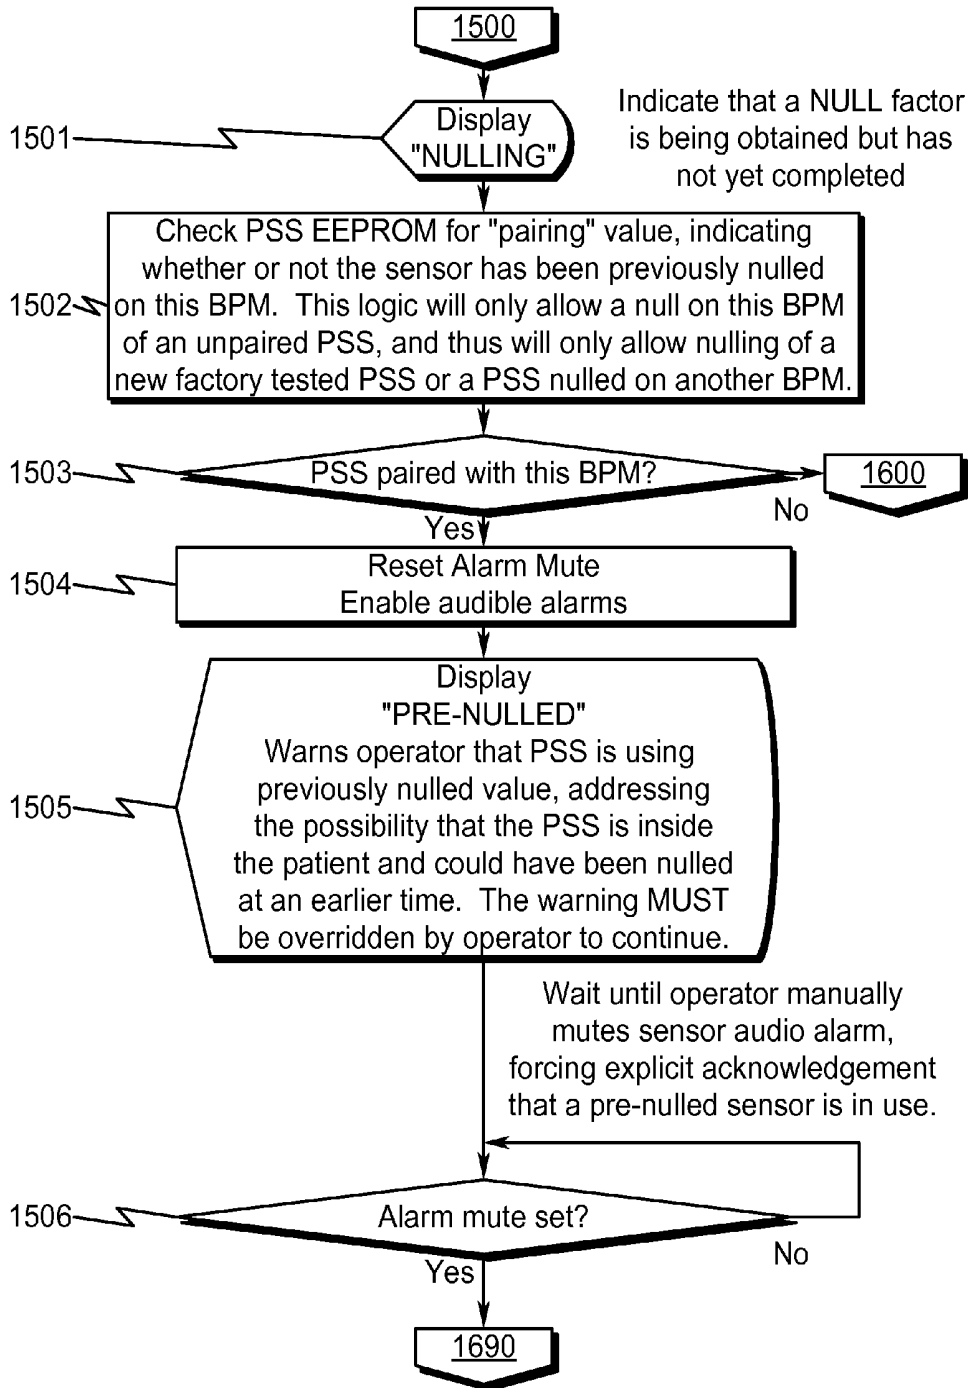 1500
1501
Display
"NULLING"
Indicate that a NULL factor
is being obtained but has
not yet completed
1502
Check PSS EEPROM for "pairing" value, indicating
whether or not the sensor has been previously nulled
on this BPM. This logic will only allow a null on this BPM
of an unpaired PSS, and thus will only allow nulling of a
new factory tested PSS or a PSS nulled on another BPM.
1503
PSS paired with this BPM?
1600
No
Yes
1504
Reset Alarm Mute
Enable audible alarms
1505
Display
"PRE-NULLED"
Warns operator that PSS is using
previously nulled value, addressing
the possibility that the PSS is inside
the patient and could have been nulled
at an earlier time. The warning MUST
be overridden by operator to continue.
Wait until operator manually
mutes sensor audio alarm,
forcing explicit acknowledgement
that a pre-nulled sensor is in use.
1506
Alarm mute set?
No
Yes
1690